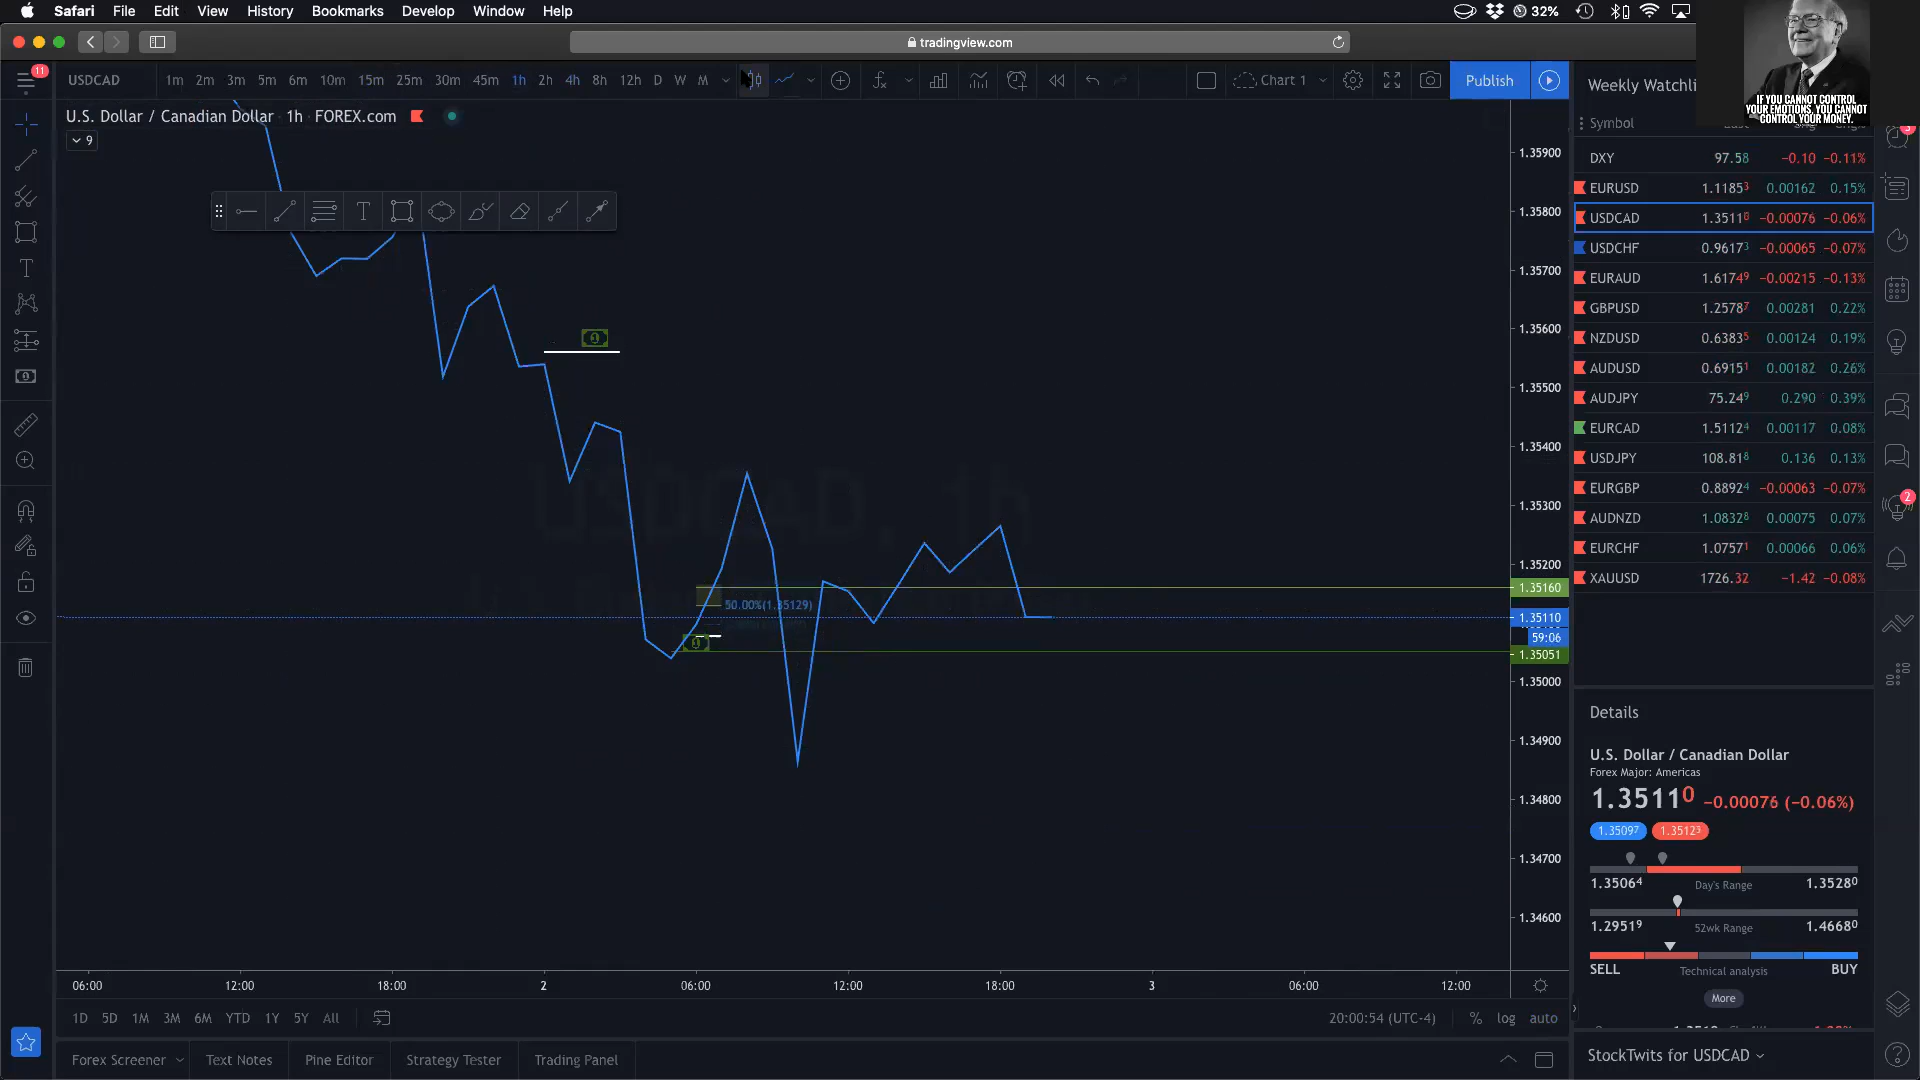 Safari File Edit View History Bookmarks Develop Window Help
32%
tradingview.com
11
USDCAD 1m 2m 3m 5m 6m 10m 15m 25m 30m 45m 1h 2h 4h 8h 12h D W M
Chart 1
Publish
U.S. Dollar / Canadian Dollar · 1h · FOREX.com
9
USDCAD, 1h
50.00%(1.35129)
1.35900
1.35800
1.35700
1.35600
1.35500
1.35400
1.35300
1.35200
1.35160
1.35110
59:06
1.35051
1.35000
1.34900
1.34800
1.34700
1.34600
06:00 12:00 18:00 2 06:00 12:00 18:00 3 06:00 12:00
1D 5D 1M 3M 6M YTD 1Y 5Y All
20:00:54 (UTC-4) % log auto
Forex Screener Text Notes Pine Editor Strategy Tester Trading Panel
Weekly Watchli
IF YOU CANNOT CONTROL
YOUR EMOTIONS, YOU CANNOT
CONTROL YOUR MONEY.
Symbol
DXY 97.58 −0.10 −0.11%
EURUSD 1.11853 0.00162 0.15%
USDCAD 1.35110 −0.00076 −0.06%
USDCHF 0.96173 −0.00065 −0.07%
EURAUD 1.61749 −0.00215 −0.13%
GBPUSD 1.25787 0.00281 0.22%
NZDUSD 0.63835 0.00124 0.19%
AUDUSD 0.69151 0.00182 0.26%
AUDJPY 75.249 0.290 0.39%
EURCAD 1.51124 0.00117 0.08%
USDJPY 108.818 0.136 0.13%
EURGBP 0.88924 −0.00063 −0.07%
AUDNZD 1.08328 0.00075 0.07%
EURCHF 1.07571 0.00066 0.06%
XAUUSD 1726.32 −1.42 −0.08%
3
2
Details
U.S. Dollar / Canadian Dollar
Forex Major: Americas
1.35110 −0.00076 (−0.06%)
1.35097 1.35123
1.35064 Day's Range 1.35280
1.29519 52wk Range 1.46680
SELL Technical analysis BUY
More
StockTwits for USDCAD